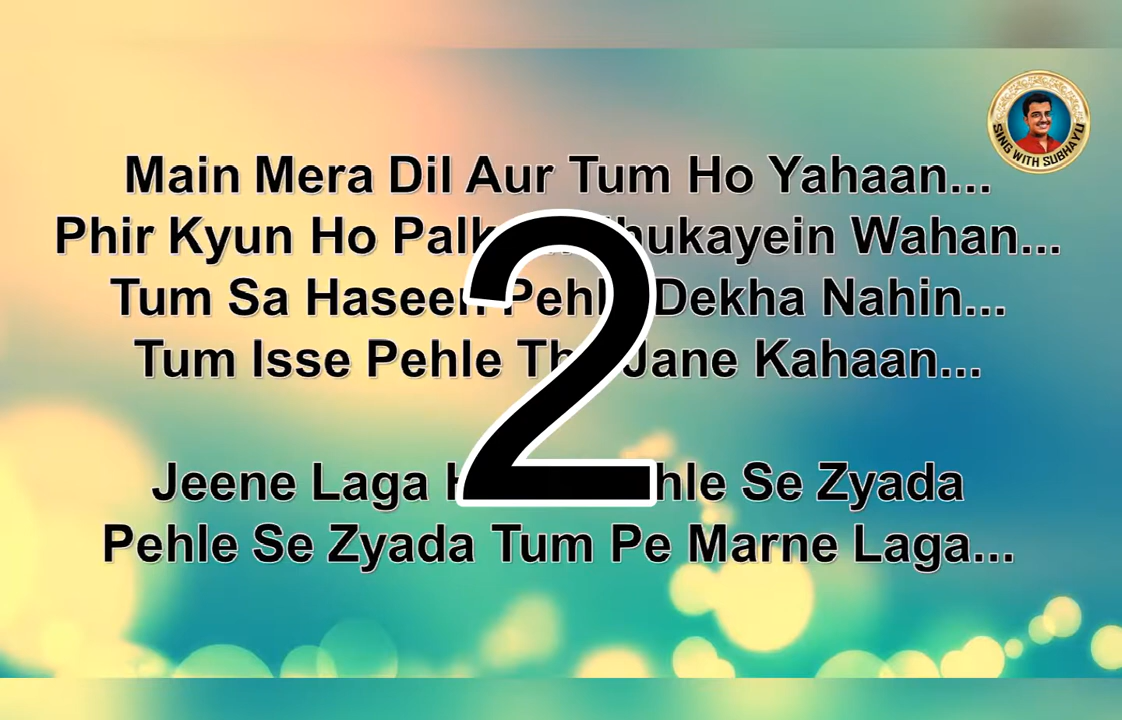 SING WITH SUBHAYU
Main Mera Dil Aur Tum Ho Yahaan...
Phir Kyun Ho Wahan...
Tum Sa Haseen Dekha Nahin...
Tum Isse Pehle Jane Kahaan...
2
Jeene Laga Se Zyada
Pehle Se Zyada Tum Pe Marne Laga...